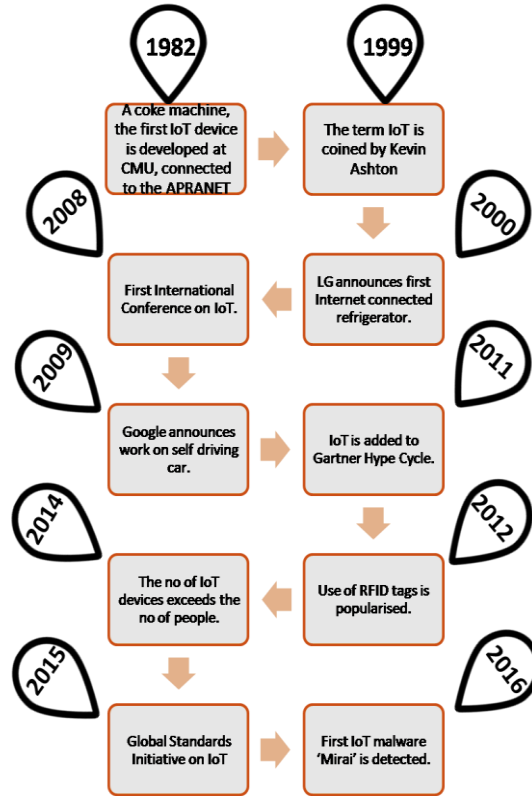 1982
A coke machine,
the first IoT device
is developed at
CMU, connected
to the APRANET
1999
The term IoT is
coined by Kevin
Ashton
2000
LG announces first
Internet connected
refrigerator.
2008
First International
Conference on IoT.
2009
Google announces
work on self driving
car.
2011
IoT is added to
Gartner Hype Cycle.
2012
Use of RFID tags is
popularised.
2014
The no of IoT
devices exceeds the
no of people.
2015
Global Standards
Initiative on IoT
2016
First IoT malware
‘Mirai’ is detected.